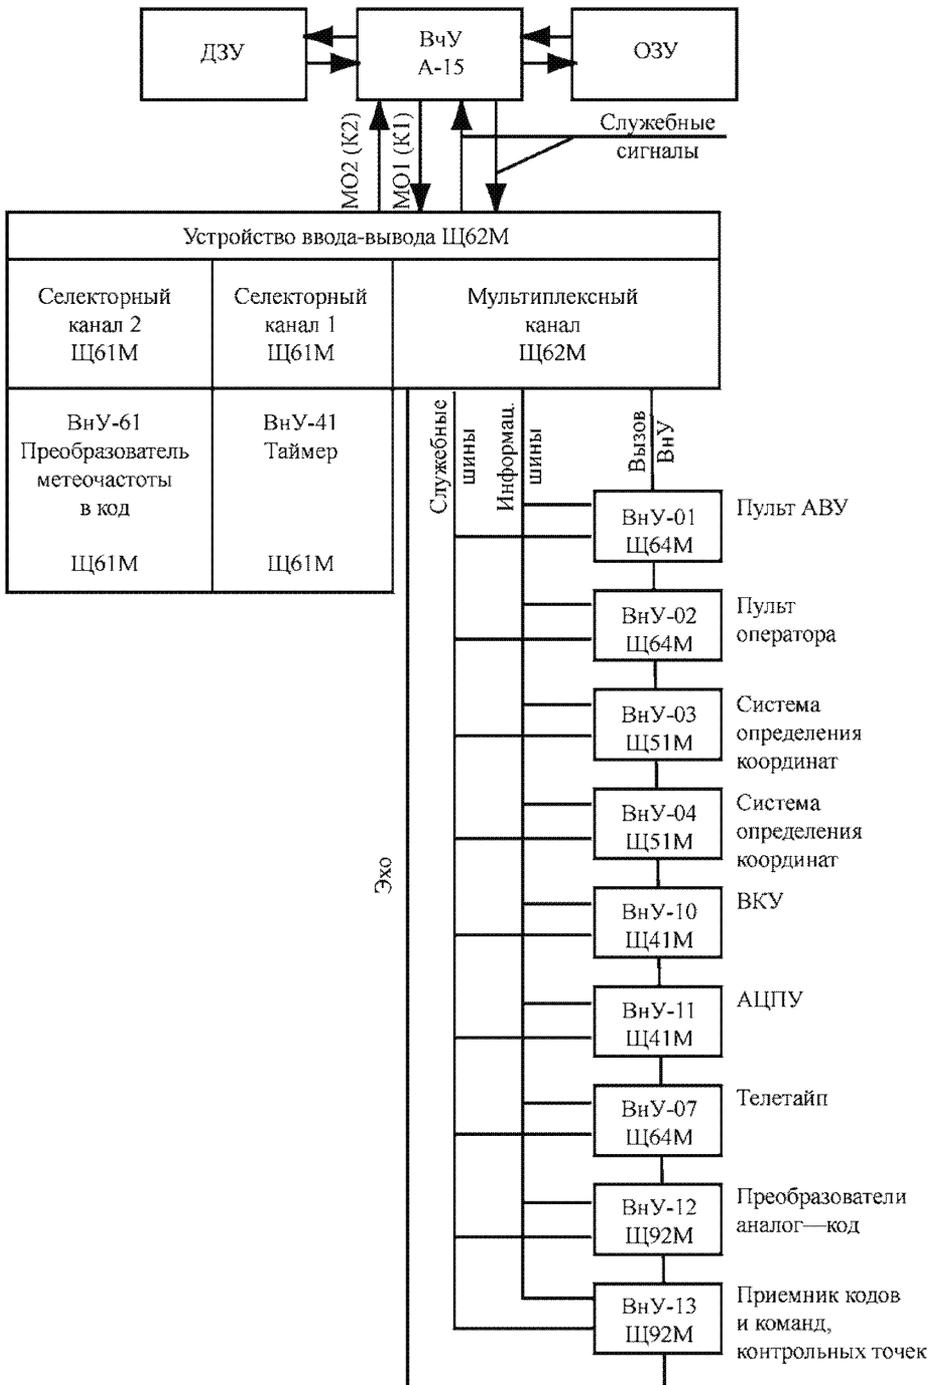 ДЗУ
ВчУ
А-15
ОЗУ
МО2 (К2)
МО1 (К1)
Служебные
сигналы
Устройство ввода-вывода Щ62М
Селекторный
канал 2
Щ61М
Селекторный
канал 1
Щ61М
Мультиплексный
канал
Щ62М
ВнУ-61
Преобразователь
метеочастоты
в код
Щ61М
ВнУ-41
Таймер
Щ61М
Эхо
Служебные
шины
Информац.
шины
Вызов
ВнУ
ВнУ-01
Щ64М
Пульт АВУ
ВнУ-02
Щ64М
Пульт
оператора
ВнУ-03
Щ51М
Система
определения
координат
ВнУ-04
Щ51М
Система
определения
координат
ВнУ-10
Щ41М
ВКУ
ВнУ-11
Щ41М
АЦПУ
ВнУ-07
Щ64М
Телетайп
ВнУ-12
Щ92М
Преобразователи
аналог—код
ВнУ-13
Щ92М
Приемник кодов
и команд,
контрольных точек